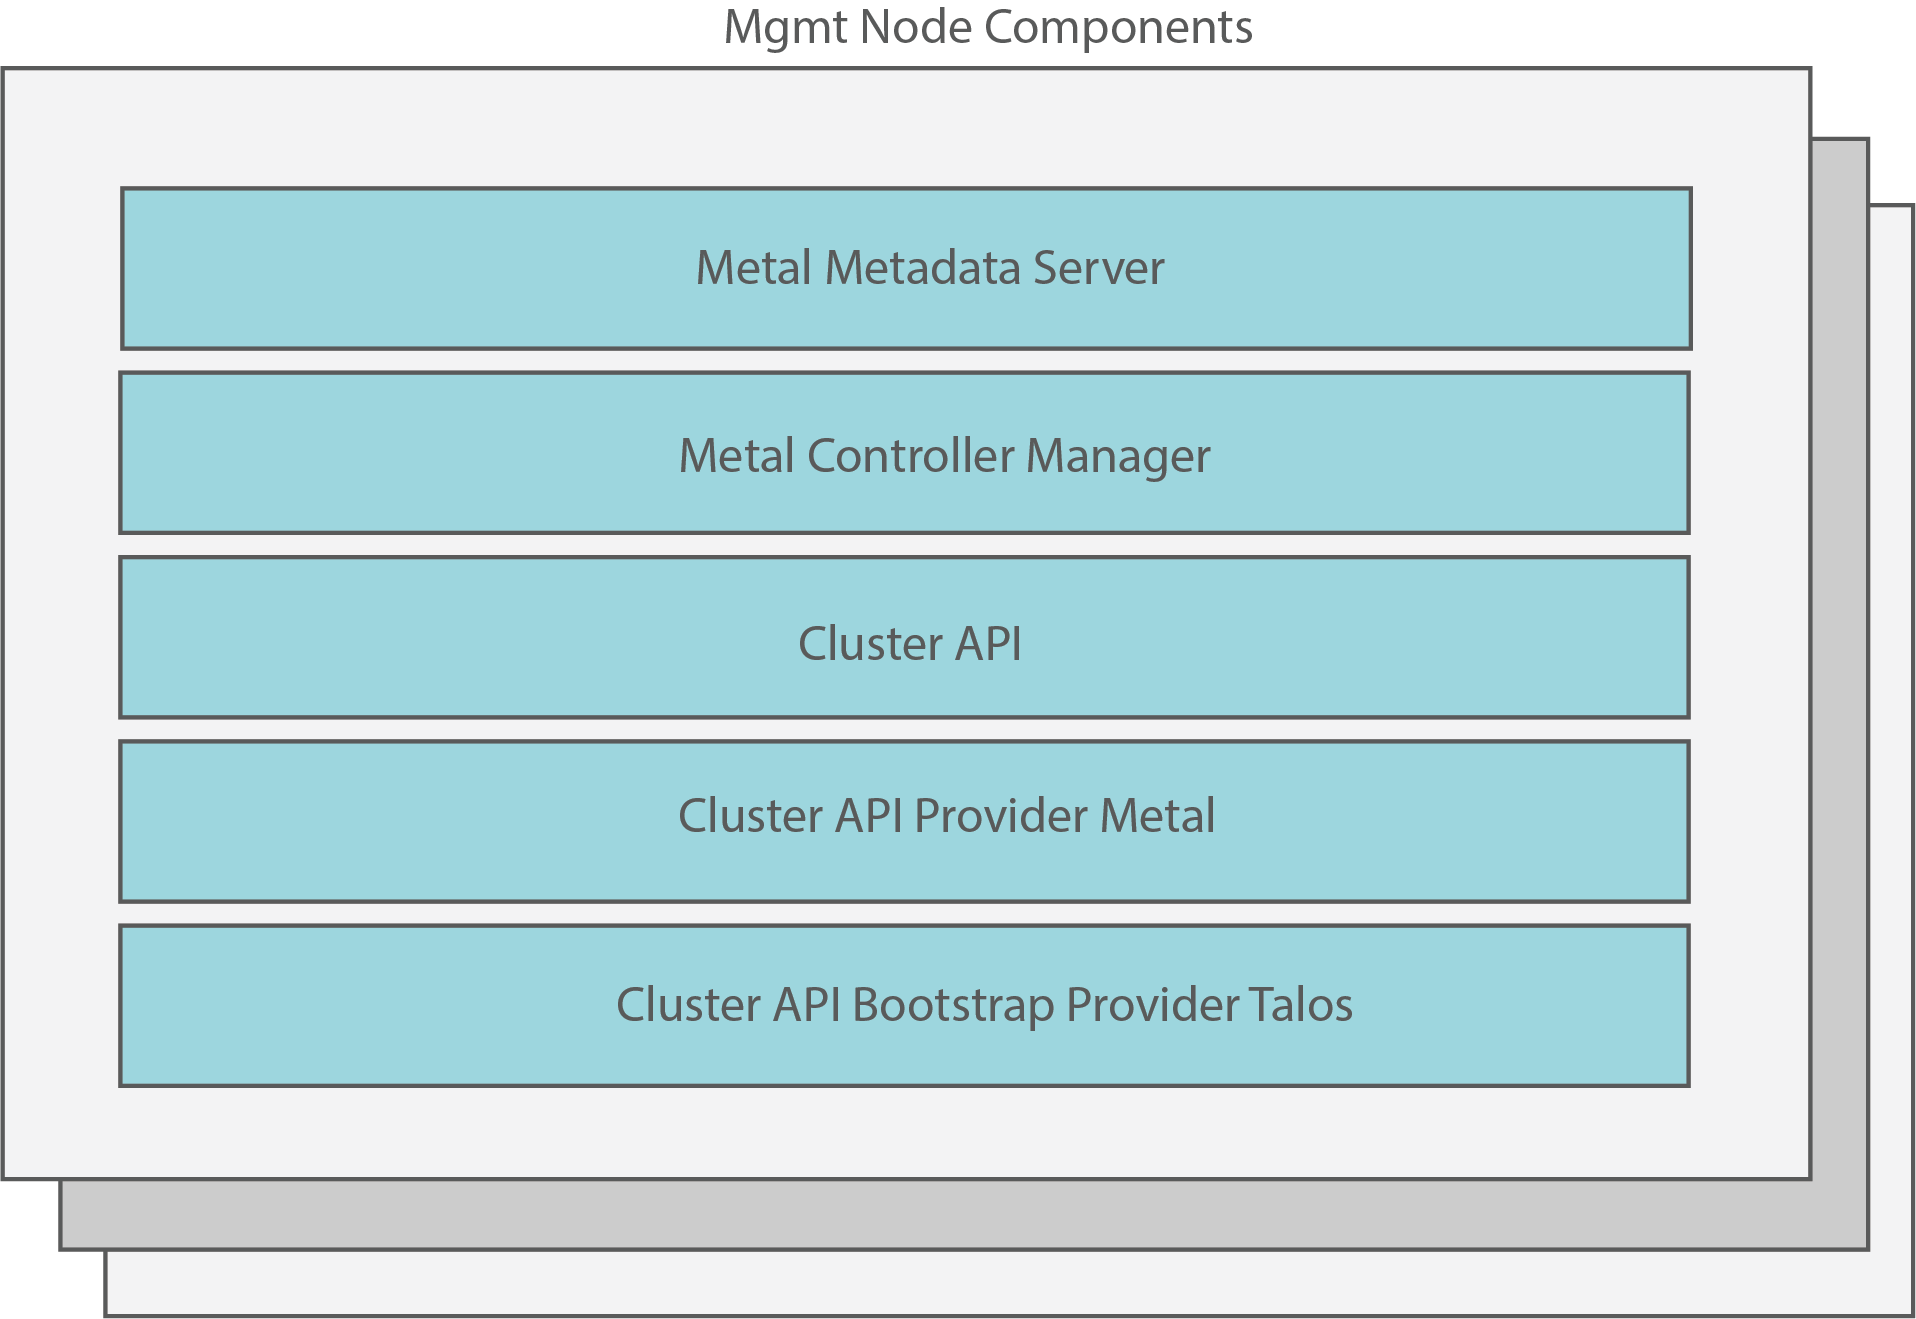 Mgmt Node Components
Metal Metadata Server
Metal Controller Manager
Cluster API
Cluster API Provider Metal
Cluster API Bootstrap Provider Talos